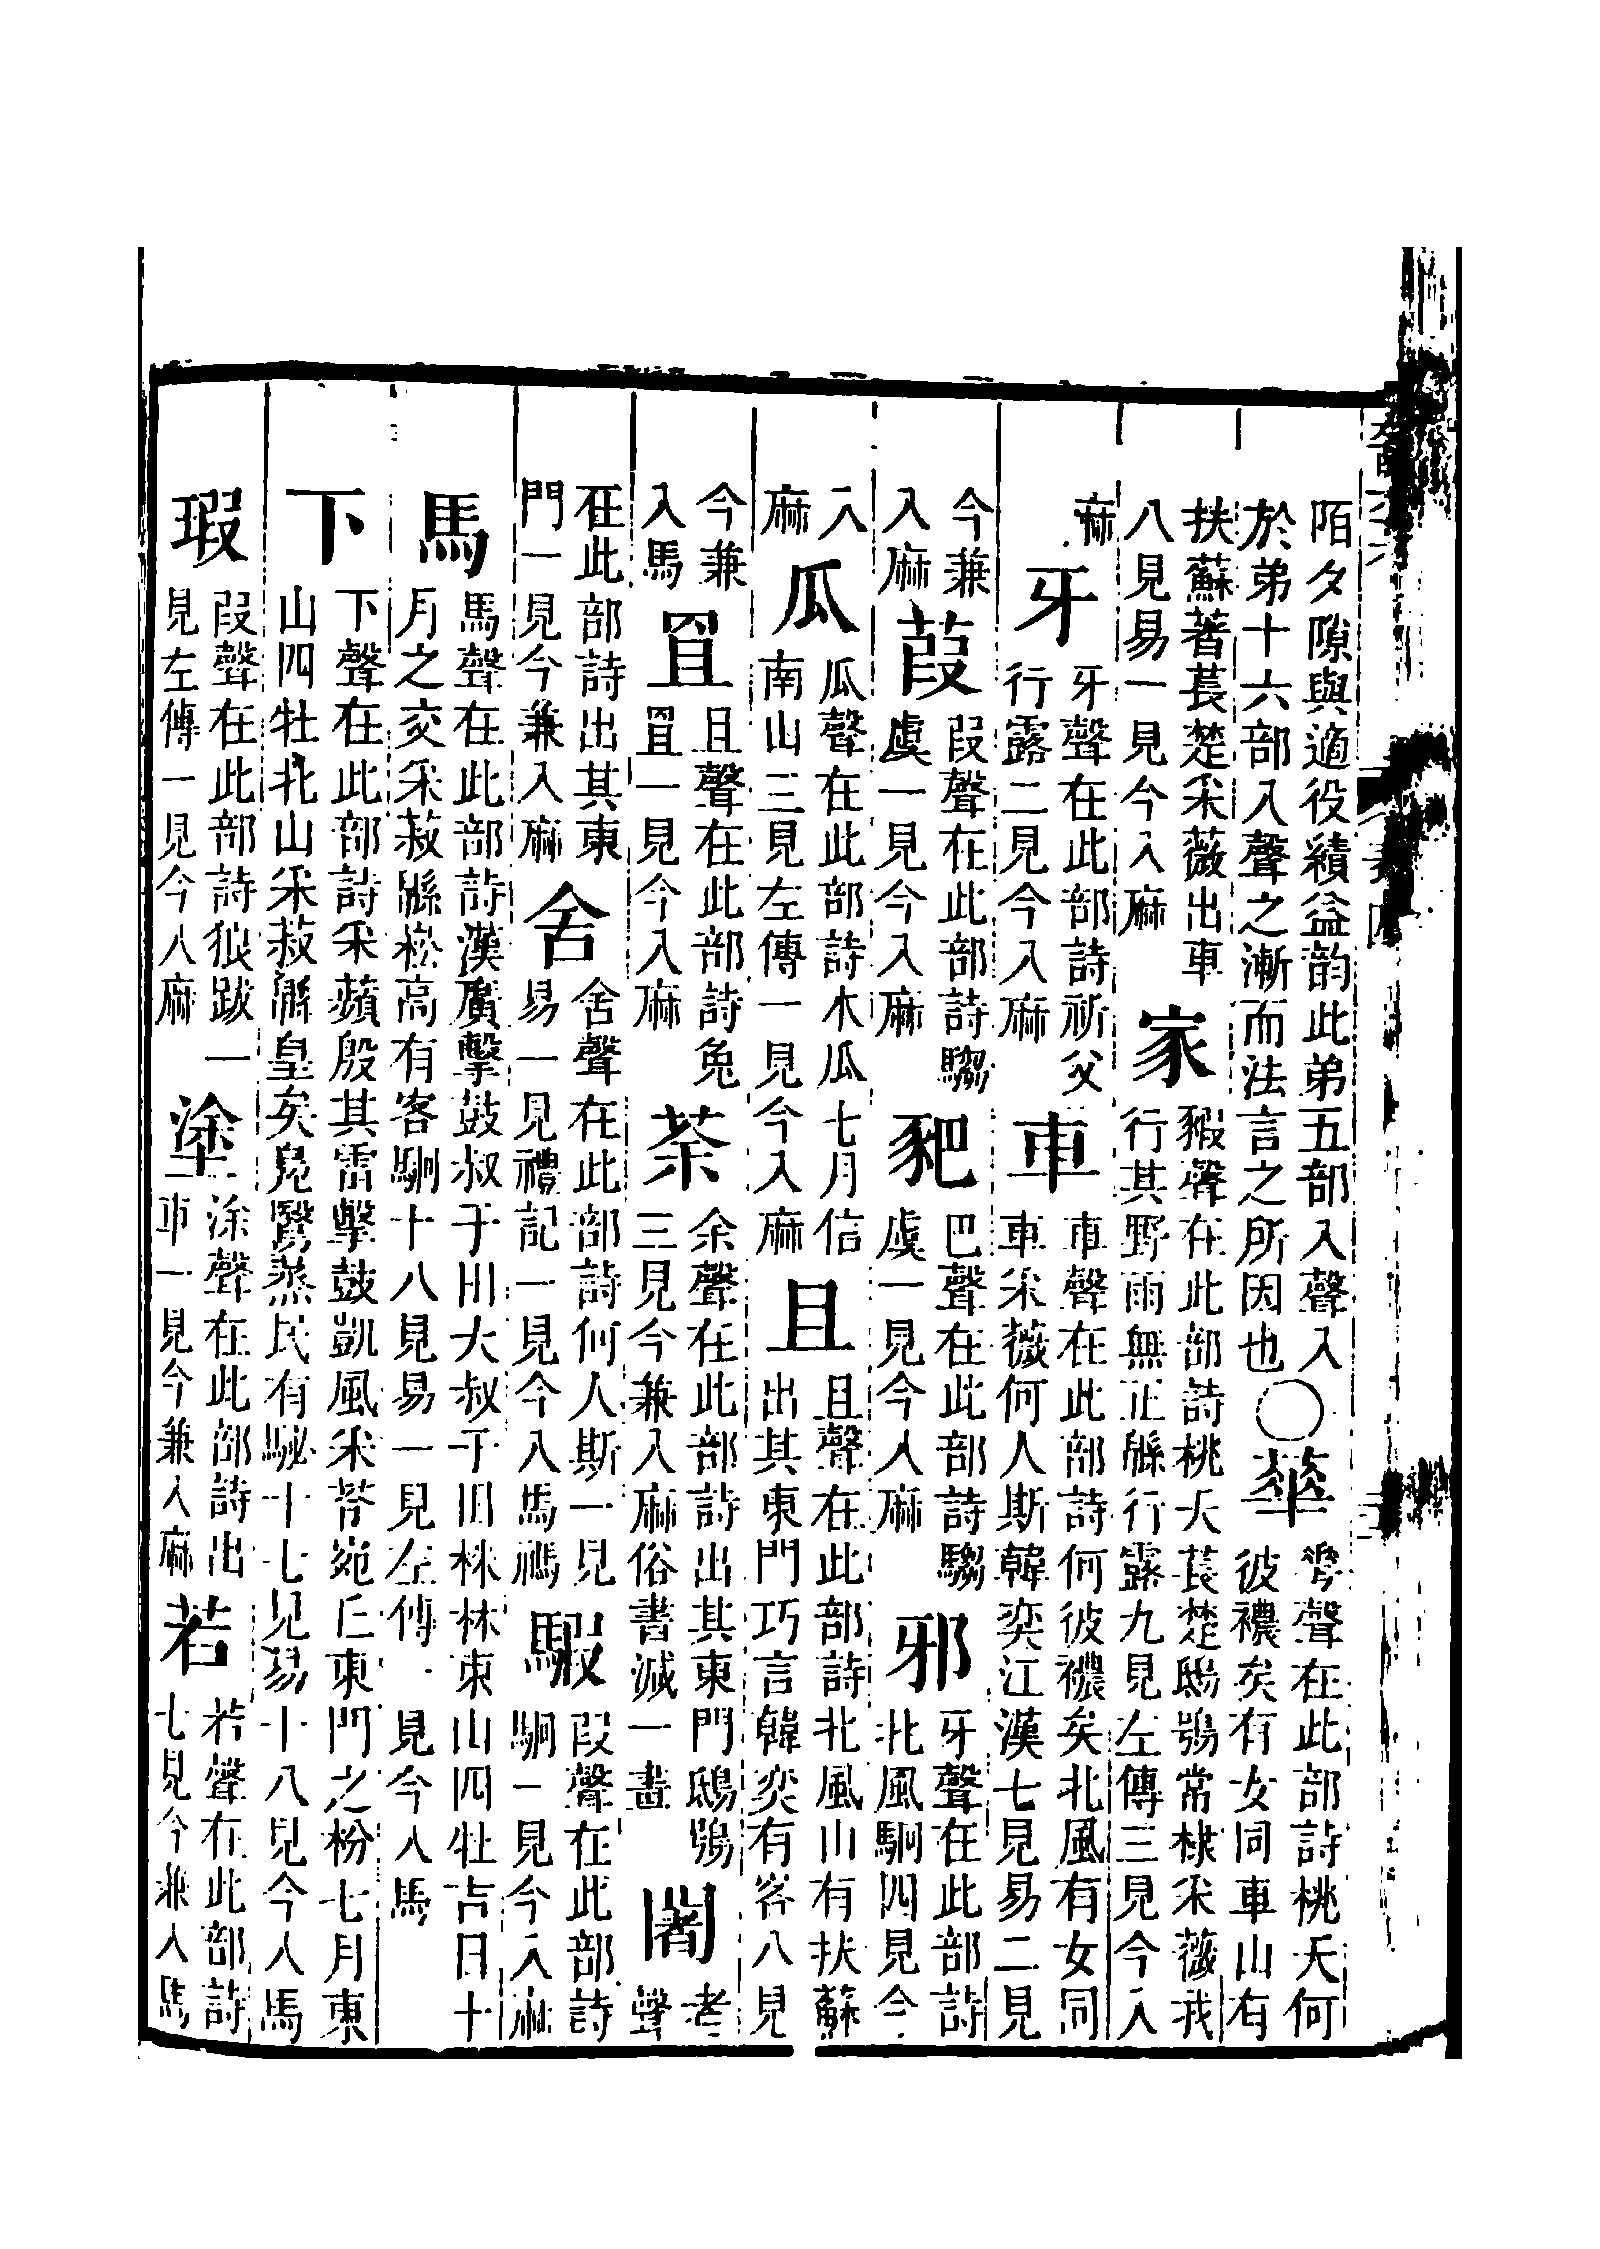 陌夕隙與適役績益韵此弟五部入聲入
於弟十六部入聲之漸而法言之所因也
○華
聲在此部詩桃夭何
彼襛矣有女同車山有
扶蘇蓍萇楚采薇出車
八見易一見今入麻
家
豭聲在此部詩桃夭萇楚鴟鴞常棣采薇我
行其野雨無正緜行露九見左傳三見今入
麻
牙
牙聲在此部詩祈父
行露二見今入麻
車
車聲在此部詩何彼襛矣北風有女同
車采薇何人斯韓奕江漢七見易二見
今兼
入麻
葭
叚聲在此部詩騶
虞一見今入麻
豝
巴聲在此部詩騶
虞一見今入麻
邪
牙聲在此部詩
北風駉四見今
入
麻
瓜
瓜聲在此部詩木瓜七月信
南山三見左傳一見今入麻
且
且聲在此部詩北風山有扶蘇
出其東門巧言韓奕有客八見
今兼
入馬
罝
且聲在此部詩兔
罝一見今入麻
荼
余聲在此部詩出其東門鴟鴞
三見今兼入麻俗書減一畫
闍
者
聲
在此部詩出其東
門一見今兼入麻
舍
舍聲在此部詩何人斯一見
易一見禮記一見今入馬禡
騢
叚聲在此部詩
駉一見今入麻
馬
馬聲在此部詩漢廣擊鼓叔于田大叔于田株林東山四牡吉日十
月之交采菽緜崧高有客駉十八見易一見左傳一見今入馬
下
下聲在此部詩采蘋殷其雷擊鼓凱風采苓宛丘東門之枌七月東
山四牡北山采菽緜皇矣鳧鷖蒸民有駜十七見易十八見今入馬
瑕
叚聲在此部詩狼跋一
見左傳一見今入麻
塗
涂聲在此部詩出
車一見今兼入麻
若
若聲在此部詩
七見今兼入馬